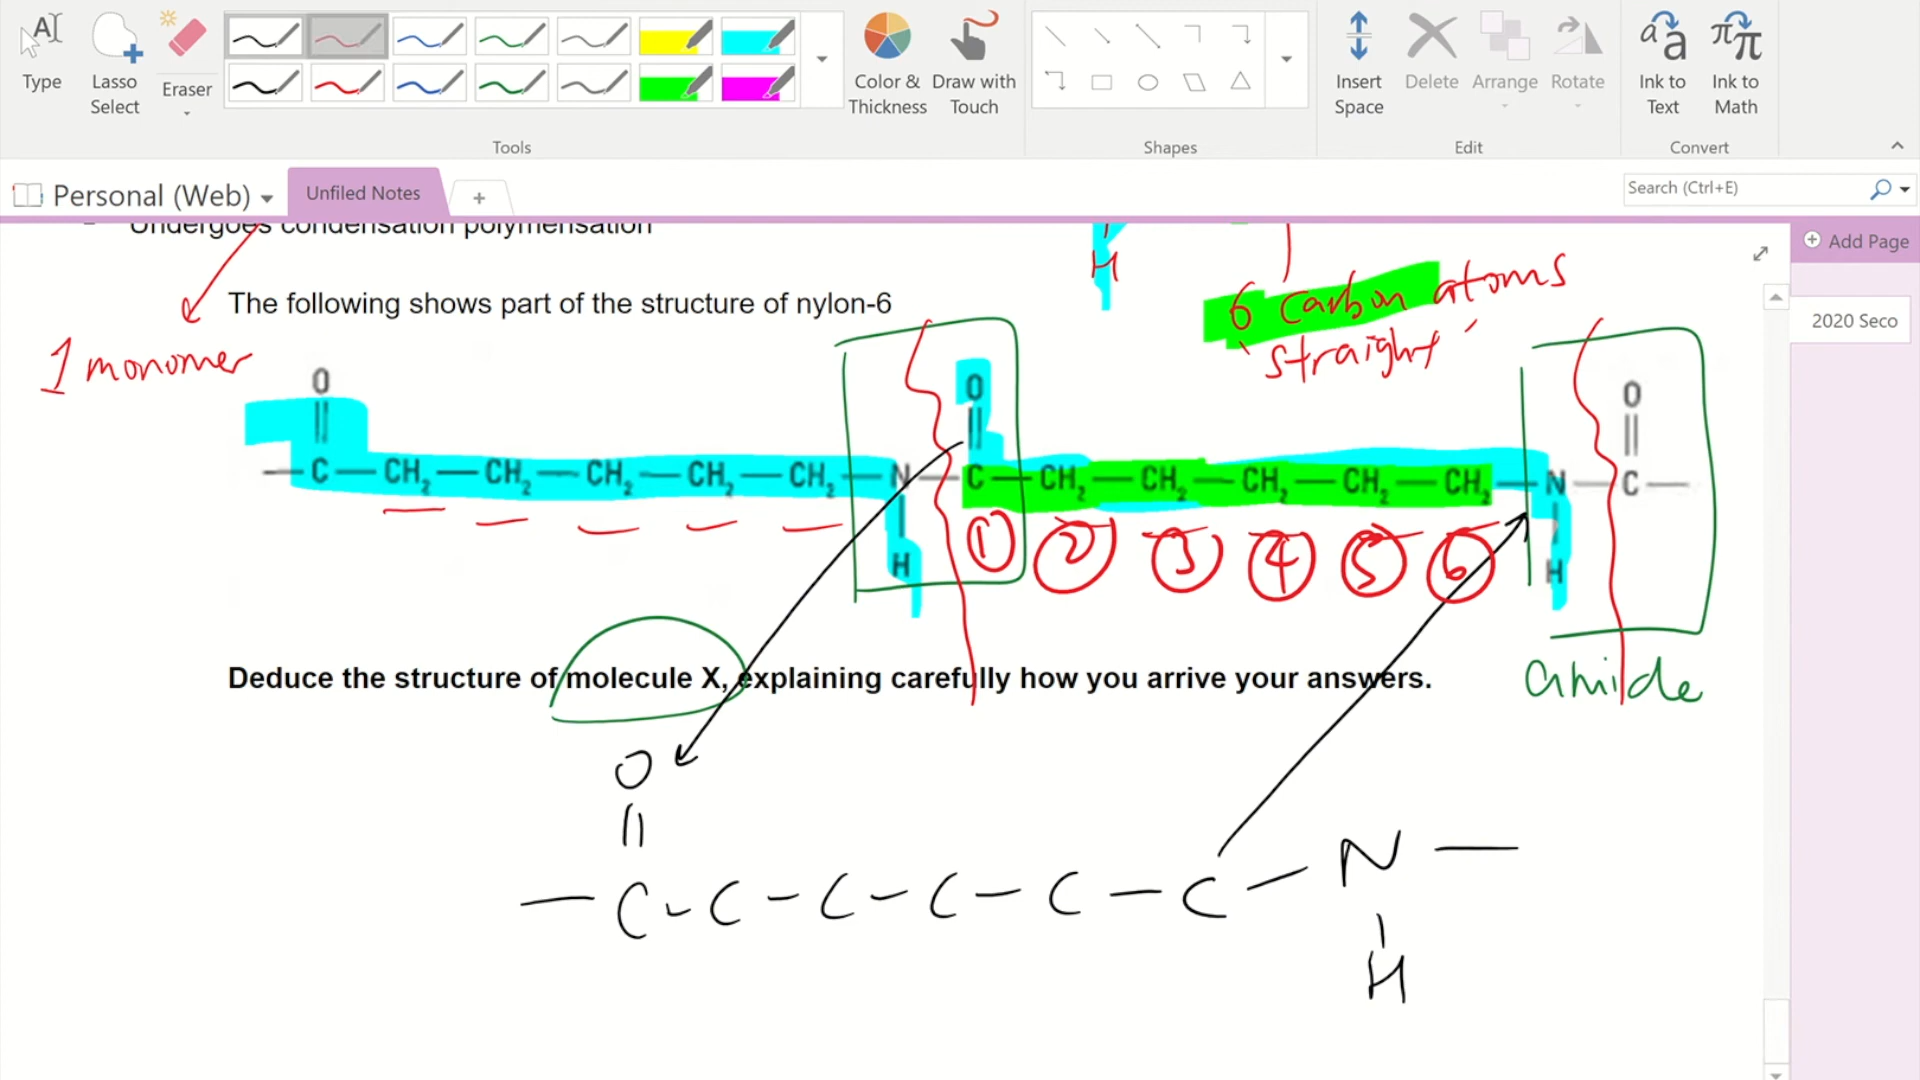 Type
Lasso Select
Eraser
Color & Thickness
Draw with Touch
Insert Space
Delete
Arrange
Rotate
Ink to Text
Ink to Math
Tools
Shapes
Edit
Convert
Personal (Web)
Unfiled Notes
+
Search (Ctrl+E)
Add Page
2020 Seco
- Undergoes condensation polymerisation
H
6 carbon atoms
'straight'
The following shows part of the structure of nylon-6
1 monomer
O O O
— C — CH₂ — CH₂ — CH₂ — CH₂ — CH₂ — N — C — CH₂ — CH₂ — CH₂ — CH₂ — CH₂ — N — C —
① ② ③ ④ ⑤ ⑥
H H
Deduce the structure of molecule X, explaining carefully how you arrive your answers.
amide
O
||
— C - C - C - C - C — C — N —
H